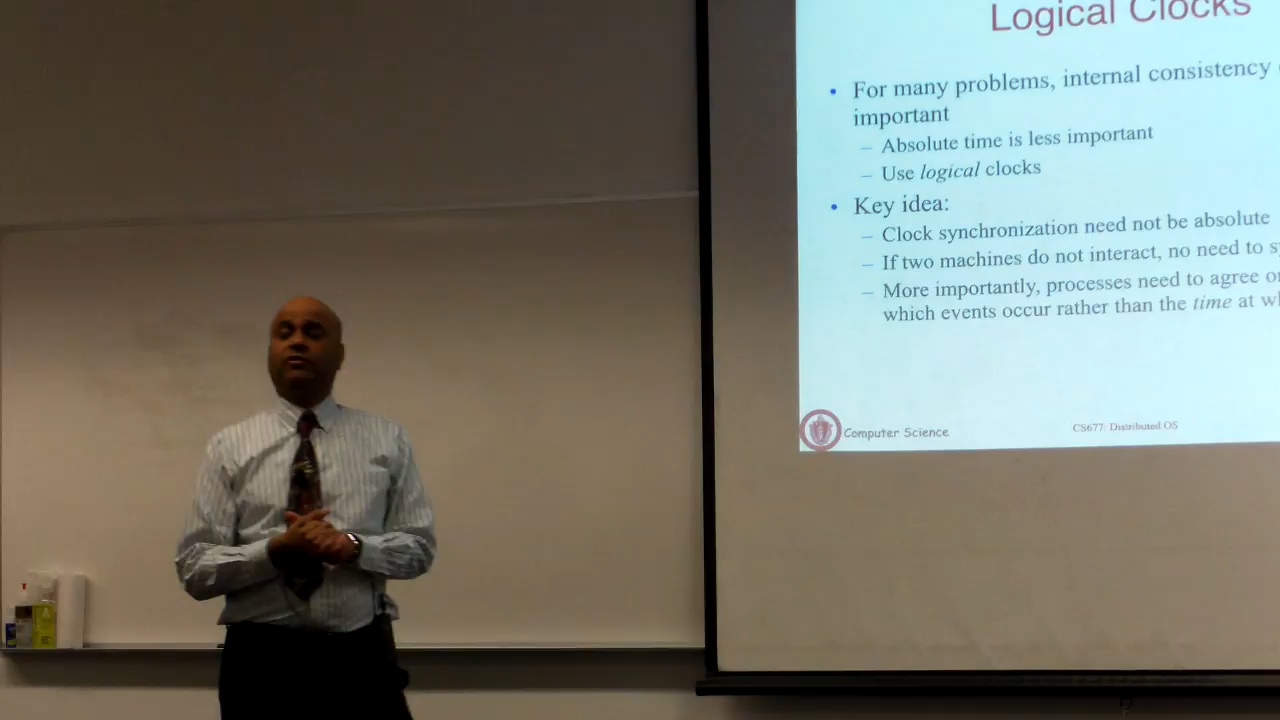 Logical Clocks
• For many problems, internal consistency
important
– Absolute time is less important
– Use logical clocks
• Key idea:
– Clock synchronization need not be absolute
– If two machines do not interact, no need to
– More importantly, processes need to agree
which events occur rather than the time at
Computer Science
CS677: Distributed OS